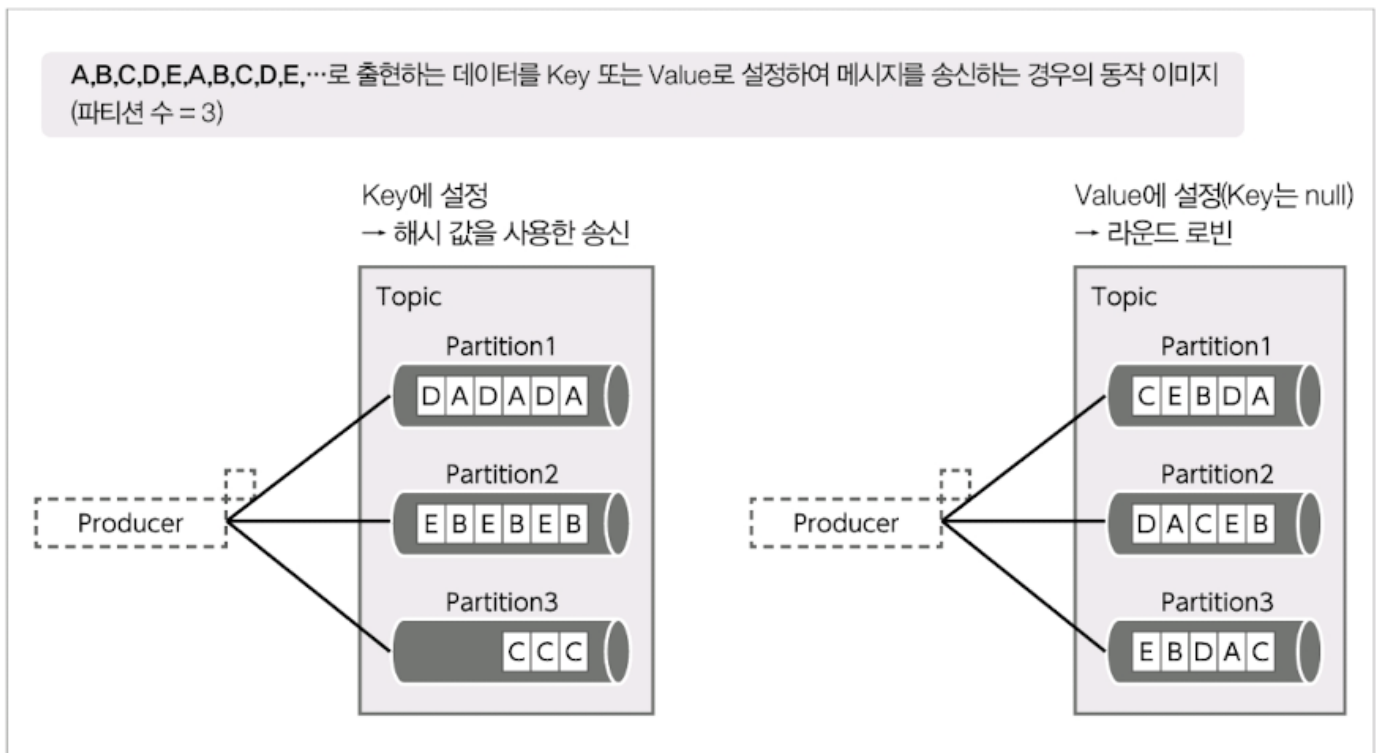 A,B,C,D,E,A,B,C,D,E,…로 출현하는 데이터를 Key 또는 Value로 설정하여 메시지를 송신하는 경우의 동작 이미지
(파티션 수 = 3)
Key에 설정
→ 해시 값을 사용한 송신
Topic
Partition1
D A D A D A
Partition2
E B E B E B
Partition3
C C C
Producer
Value에 설정(Key는 null)
→ 라운드 로빈
Topic
Partition1
C E B D A
Partition2
D A C E B
Partition3
E B D A C
Producer